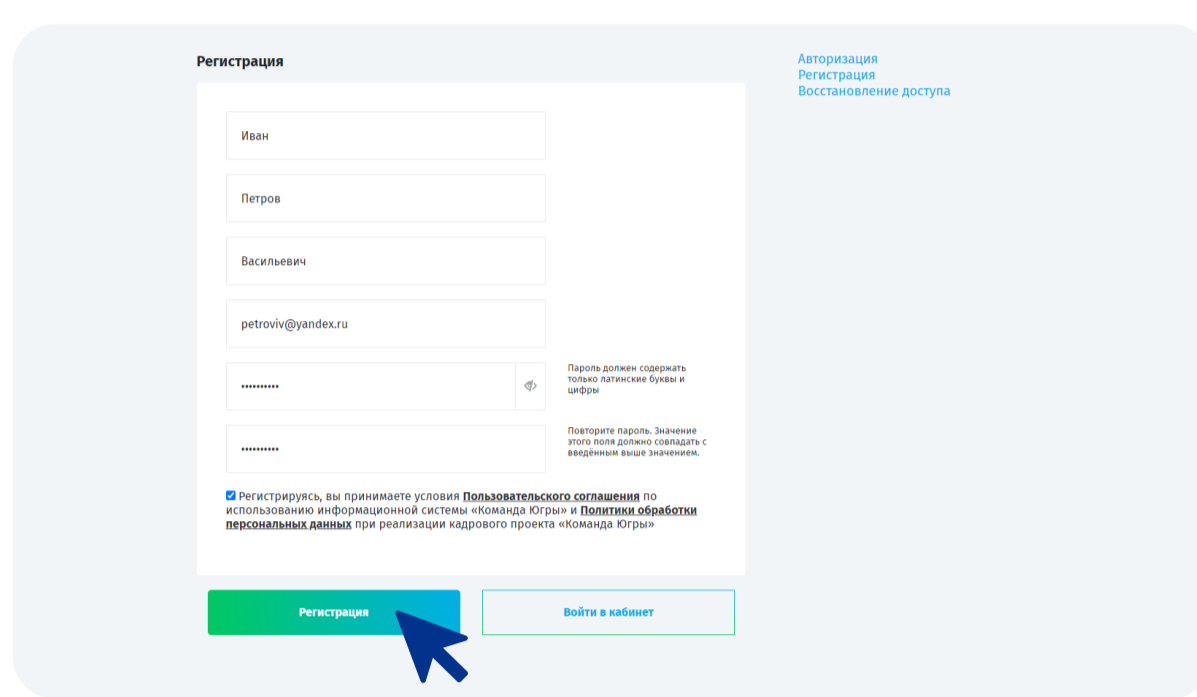 Регистрация
Иван
Петров
Васильевич
petroviv@yandex.ru
••••••••••
Пароль должен содержать
только латинские буквы и
цифры
••••••••••
Повторите пароль. Значение
этого поля должно совпадать с
введённым выше значением.
Регистрируясь, вы принимаете условия Пользовательского соглашения по
использованию информационной системы «Команда Югры» и Политики обработки
персональных данных при реализации кадрового проекта «Команда Югры»
Регистрация
Войти в кабинет
Авторизация
Регистрация
Восстановление доступа